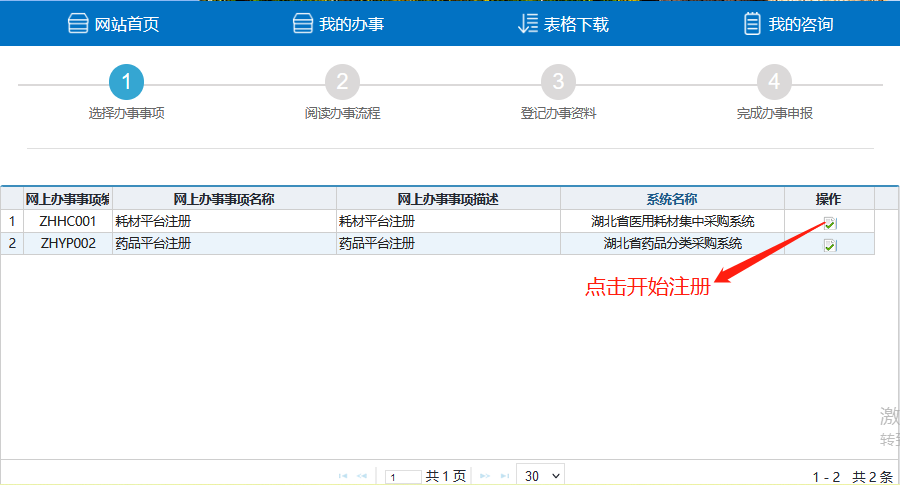 网站首页 我的办事 表格下载 我的咨询
1 2 3 4
选择办事事项 阅读办事流程 登记办事资料 完成办事申报
网上办事事项编 网上办事事项名称 网上办事事项描述 系统名称 操作
1 ZHHC001 耗材平台注册 耗材平台注册 湖北省医用耗材集中采购系统
2 ZHYP002 药品平台注册 药品平台注册 湖北省药品分类采购系统
点击开始注册
激
转到
1 共 1 页 30 1 - 2 共 2 条